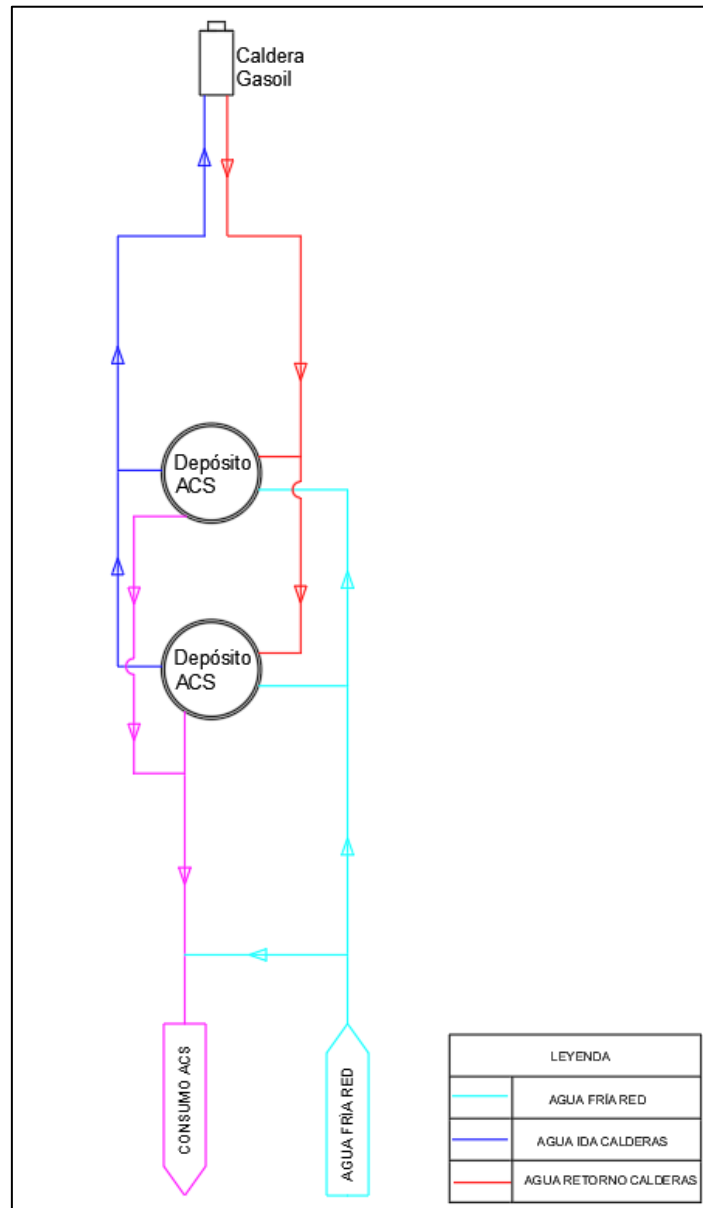 Caldera
Gasoil
Depósito
ACS
Depósito
ACS
CONSUMO ACS
AGUA FRÍA RED
LEYENDA
AGUA FRÍA RED
AGUA IDA CALDERAS
AGUA RETORNO CALDERAS